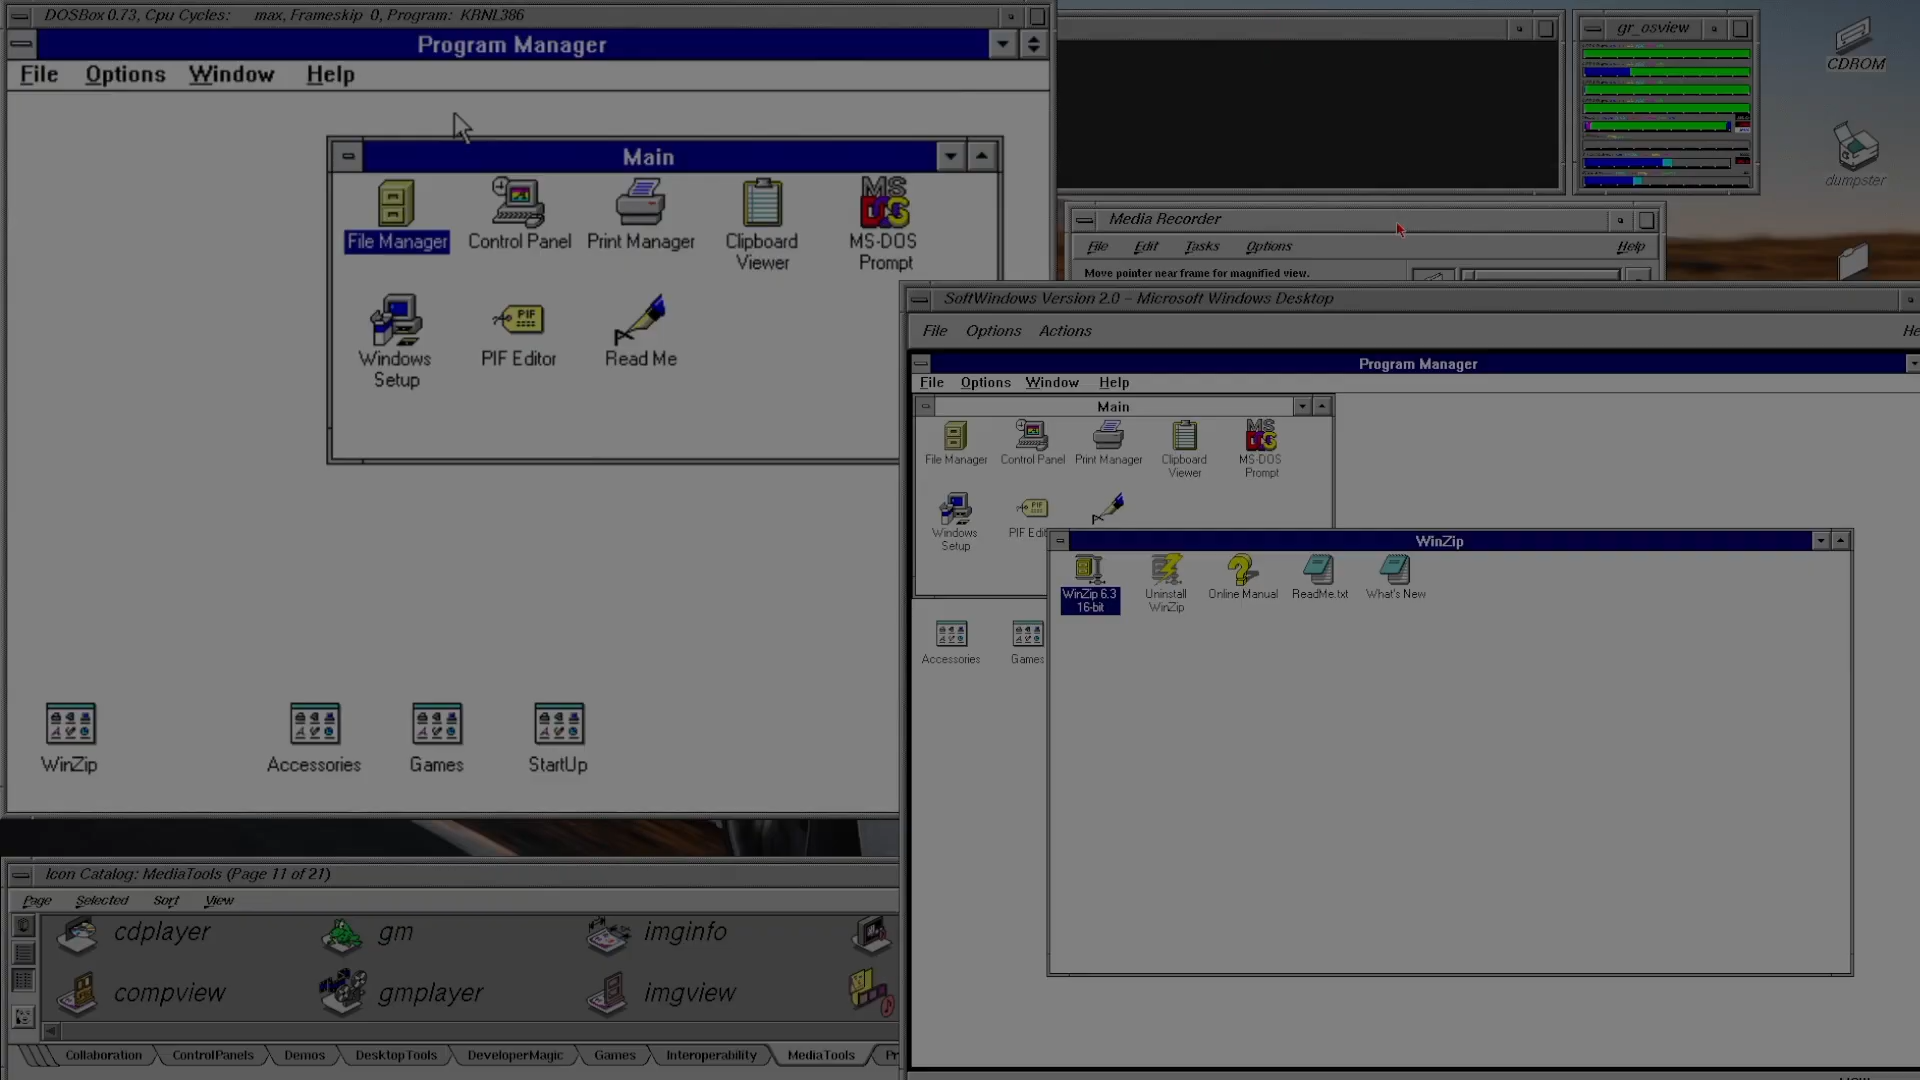 DOSBox 0.73, Cpu Cycles: max, Frameskip 0, Program: KRNL386
Program Manager
File Options Window Help
Main
File Manager
Control Panel
Print Manager
Clipboard
Viewer
MS-DOS
Prompt
Windows
Setup
PIF Editor
Read Me
WinZip
Accessories
Games
StartUp
gr_osview
CDROM
dumpster
Media Recorder
File Edit Tasks Options Help
Move pointer near frame for magnified view.
SoftWindows Version 2.0 – Microsoft Windows Desktop
File Options Actions
Program Manager
File Options Window Help
Main
File Manager
Control Panel
Print Manager
Clipboard
Viewer
MS-DOS
Prompt
Windows
Setup
WinZip
WinZip 6.3
16-bit
Uninstall
WinZip
Online Manual
ReadMe.txt
What's New
Accessories
Games
Icon Catalog: MediaTools (Page 11 of 21)
Page Selected Sort View
cdplayer gm imginfo
compview gmplayer imgview
Collaboration ControlPanels Demos DesktopTools DeveloperMagic Games Interoperability MediaTools